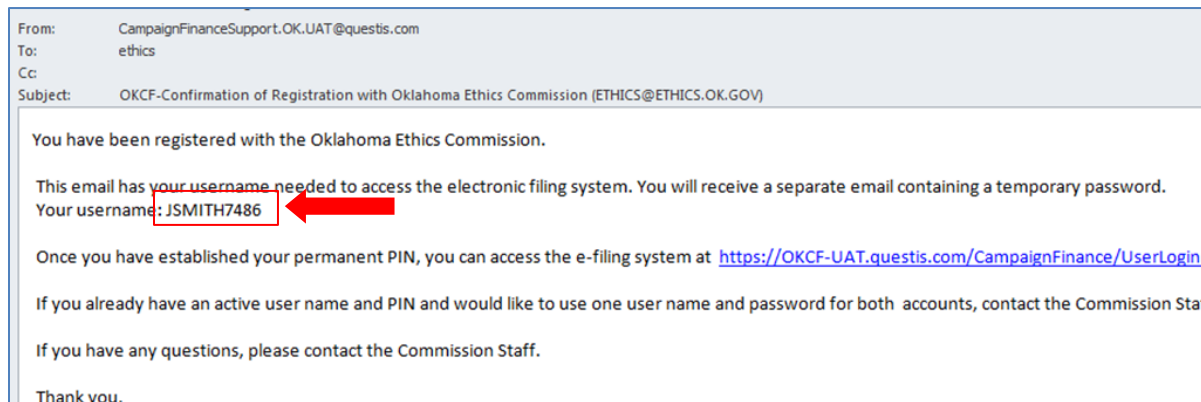 From: CampaignFinanceSupport.OK.UAT@questis.com
To: ethics
Cc:
Subject: OKCF-Confirmation of Registration with Oklahoma Ethics Commission (ETHICS@ETHICS.OK.GOV)
You have been registered with the Oklahoma Ethics Commission.
This email has your username needed to access the electronic filing system. You will receive a separate email containing a temporary password.
Your username: JSMITH7486
Once you have established your permanent PIN, you can access the e-filing system at https://OKCF-UAT.questis.com/CampaignFinance/UserLogin
If you already have an active user name and PIN and would like to use one user name and password for both accounts, contact the Commission Sta
If you have any questions, please contact the Commission Staff.
Thank you.